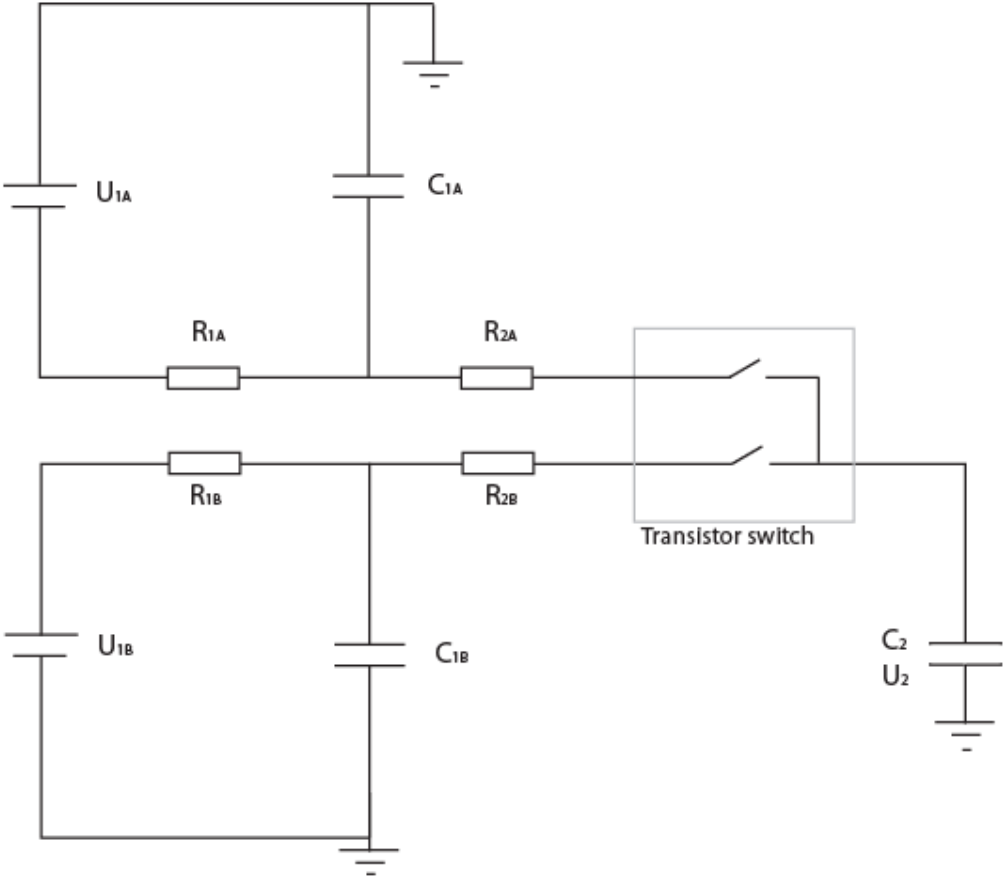 U1A
C1A
R1A
R2A
R1B
R2B
Transistor switch
U1B
C1B
C2
U2